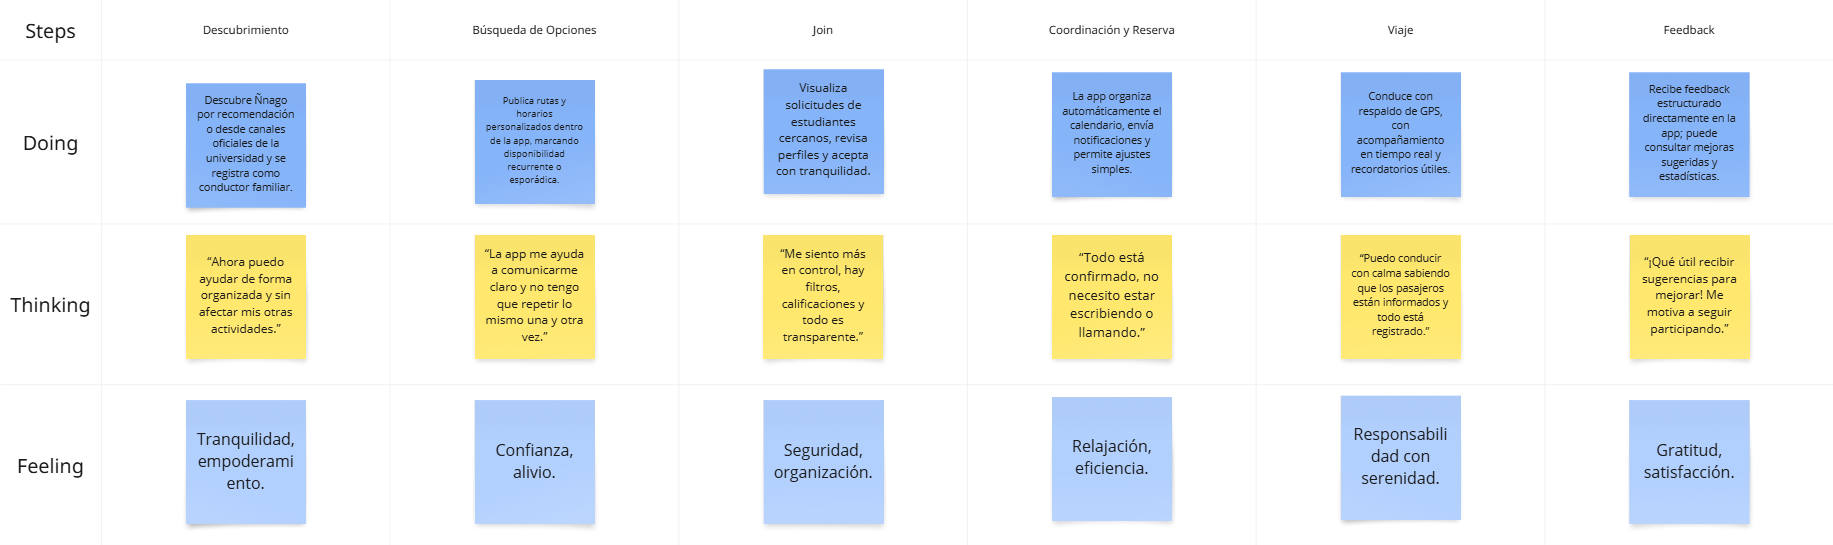 Steps
Descubrimiento
Búsqueda de Opciones
Join
Coordinación y Reserva
Viaje
Feedback
Doing
Descubre Ñnago
por recomendación
o desde canales
oficiales de la
universidad y se
registra como
conductor familiar.
Publica rutas y
horarios
personalizados dentro
de la app, marcando
disponibilidad
recurrente o
esporádica.
Visualiza
solicitudes de
estudiantes
cercanos, revisa
perfiles y acepta
con tranquilidad.
La app organiza
automáticamente el
calendario, envía
notificaciones y
permite ajustes
simples.
Conduce con
respaldo de GPS,
con
acompañamiento
en tiempo real y
recordatorios útiles.
Recibe feedback
estructurado
directamente en la
app; puede
consultar mejoras
sugeridas y
estadísticas.
Thinking
“Ahora puedo
ayudar de forma
organizada y sin
afectar mis otras
actividades.”
“La app me ayuda
a comunicarme
claro y no tengo
que repetir lo
mismo una y otra
vez.”
“Me siento más
en control, hay
filtros,
calificaciones y
todo es
transparente.”
“Todo está
confirmado, no
necesito estar
escribiendo o
llamando.”
“Puedo conducir
con calma sabiendo
que los pasajeros
están informados y
todo está
registrado.”
“¡Qué útil recibir
sugerencias para
mejorar! Me
motiva a seguir
participando.”
Feeling
Tranquilidad,
empoderami
ento.
Confianza,
alivio.
Seguridad,
organización.
Relajación,
eficiencia.
Responsabili
dad con
serenidad.
Gratitud,
satisfacción.